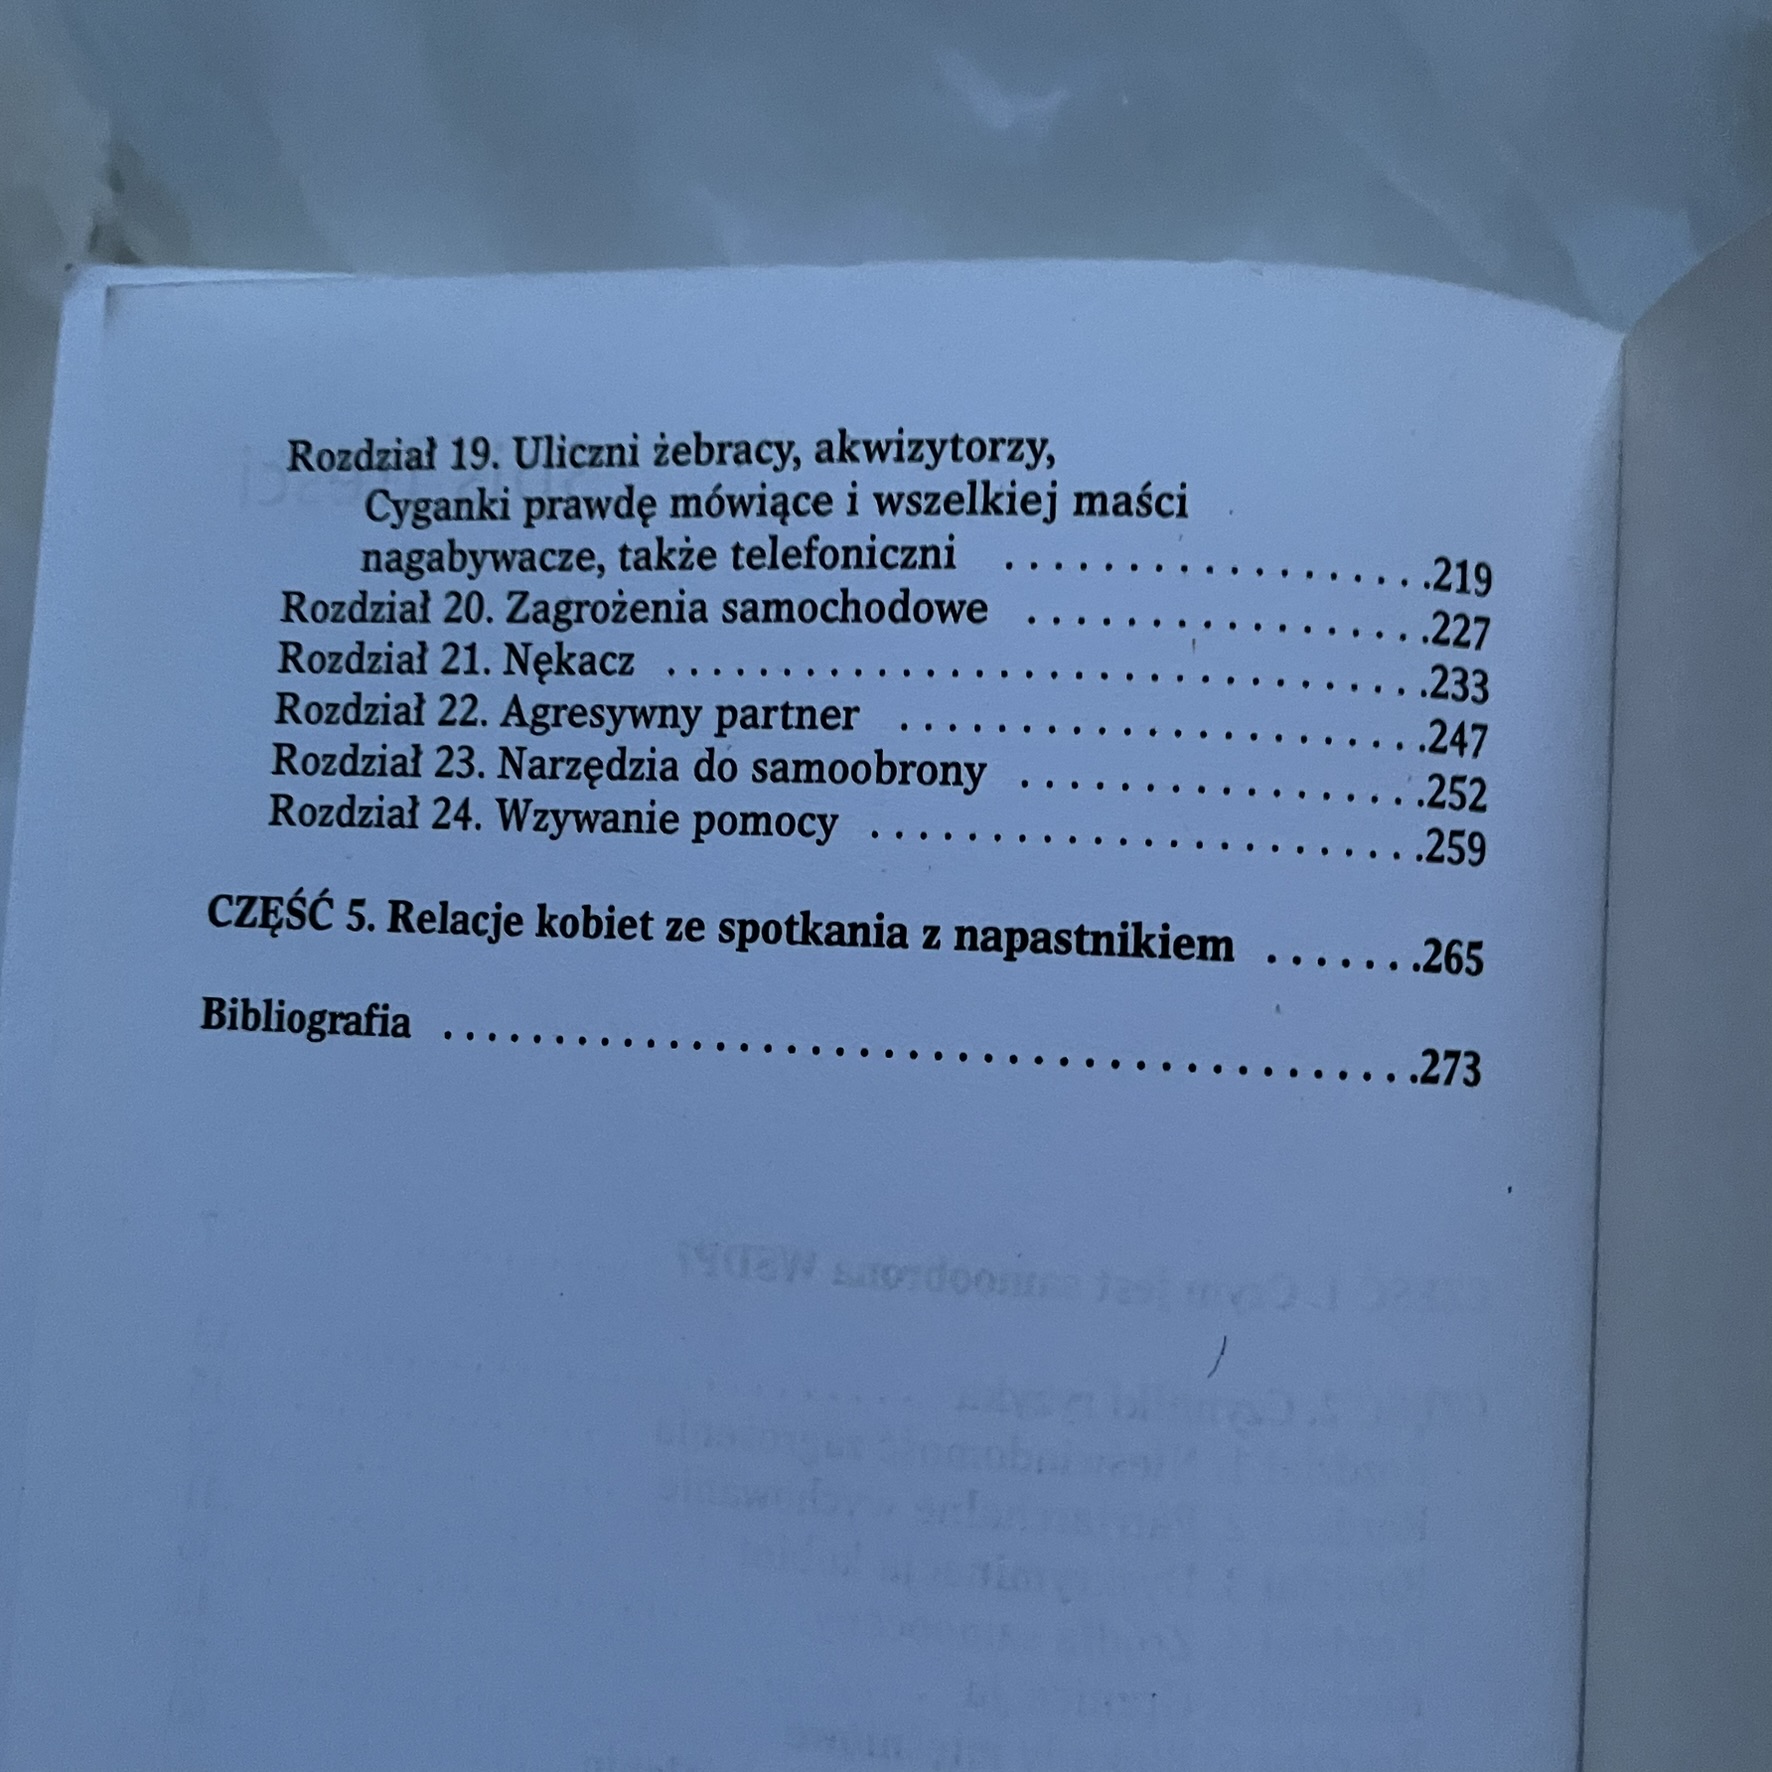 Rozdział 19. Uliczni żebracy, akwizytorzy,
Cyganki prawdę mówiące i wszelkiej maści
nagabywacze, także telefoniczni . . . . . . . . . . . . . . . . . .219
Rozdział 20. Zagrożenia samochodowe . . . . . . . . . . . . . . . . .227
Rozdział 21. Nękacz . . . . . . . . . . . . . . . . . . . . . . . . . . . . . . . .233
Rozdział 22. Agresywny partner . . . . . . . . . . . . . . . . . . . . . .247
Rozdział 23. Narzędzia do samoobrony . . . . . . . . . . . . . . . . .252
Rozdział 24. Wzywanie pomocy . . . . . . . . . . . . . . . . . . . . . . .259
CZĘŚĆ 5. Relacje kobiet ze spotkania z napastnikiem . . . . . . .265
Bibliografia . . . . . . . . . . . . . . . . . . . . . . . . . . . . . . . . . . . . . . . .273